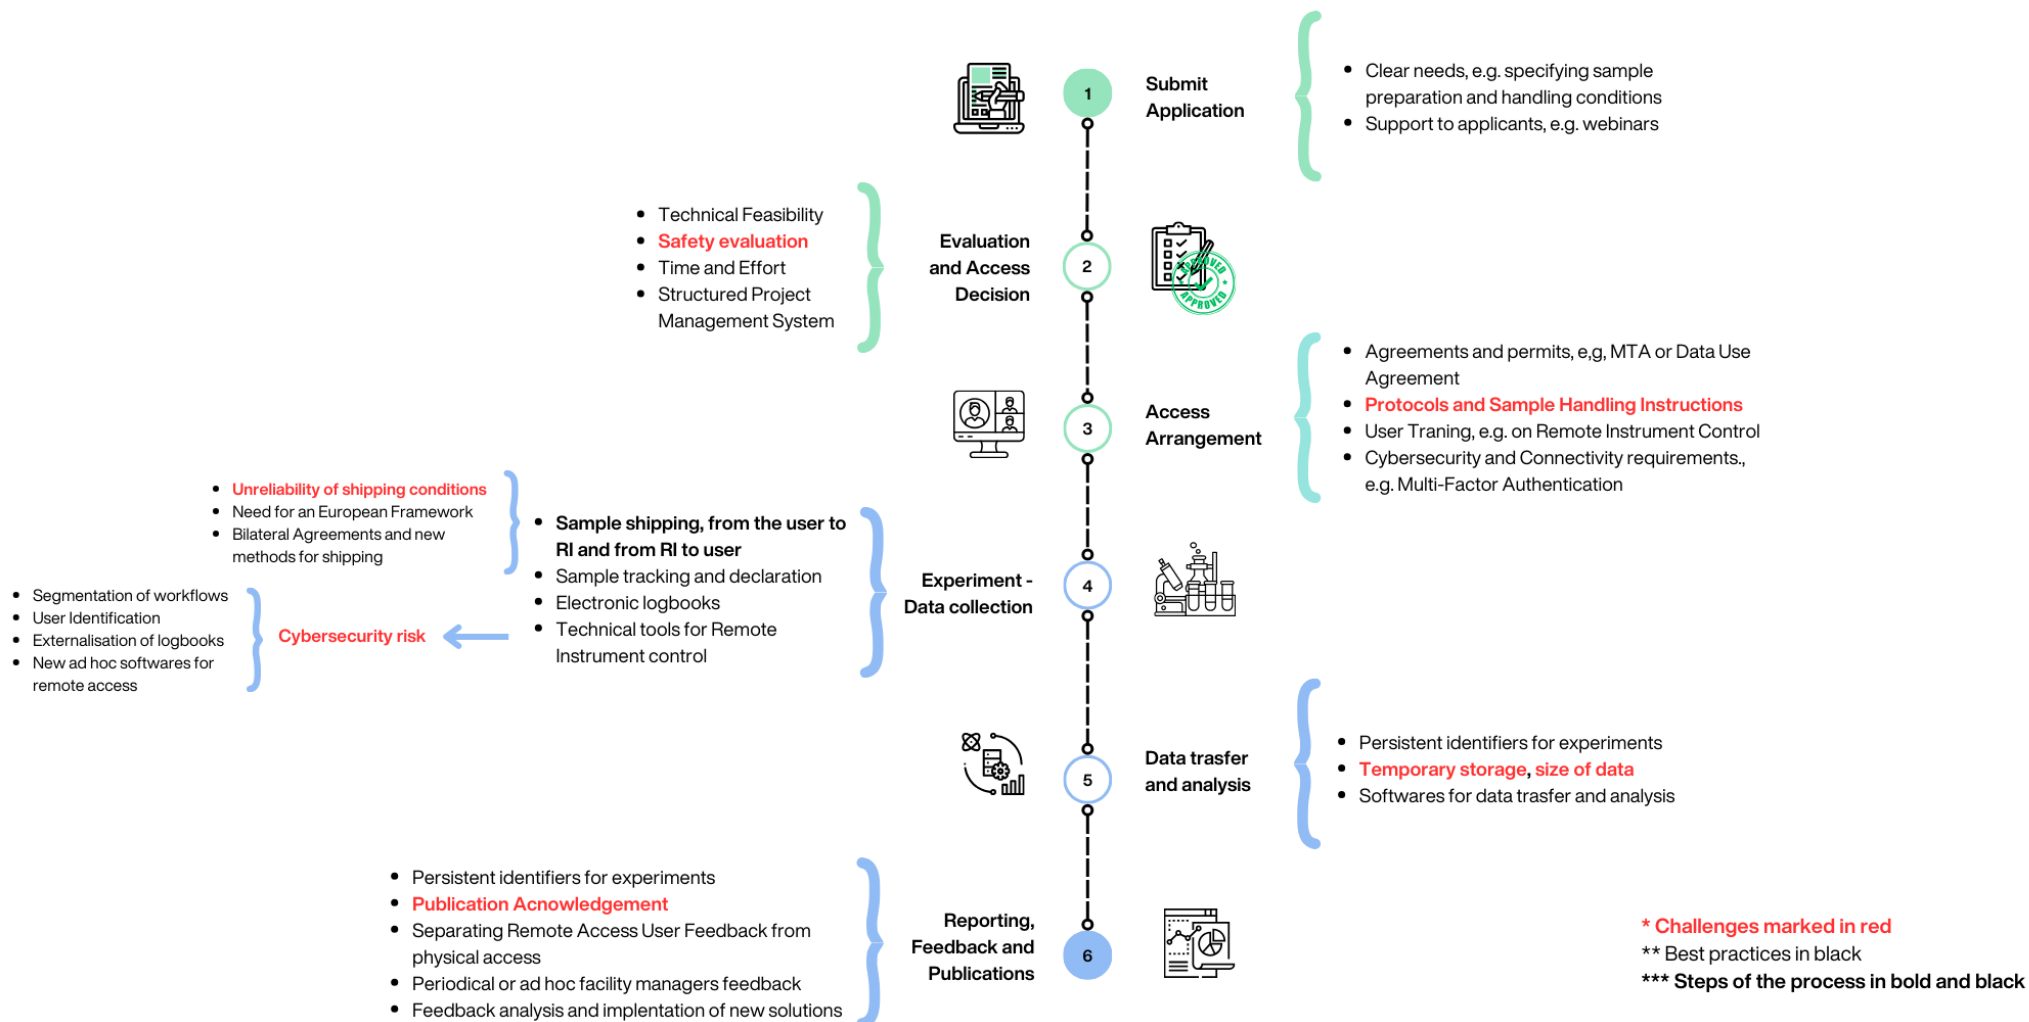 1
Submit
Application
• Clear needs, e.g. specifying sample
preparation and handling conditions
• Support to applicants, e.g. webinars
• Technical Feasibility
• Safety evaluation
• Time and Effort
• Structured Project
Management System
Evaluation
and Access
Decision
2
APPROVED
APPROVED
3
Access
Arrangement
• Agreements and permits, e,g, MTA or Data Use
Agreement
• Protocols and Sample Handling Instructions
• User Traning, e.g. on Remote Instrument Control
• Cybersecurity and Connectivity requirements.,
e.g. Multi-Factor Authentication
• Unreliability of shipping conditions
• Need for an European Framework
• Bilateral Agreements and new
methods for shipping
• Segmentation of workflows
• User Identification
• Externalisation of logbooks
• New ad hoc softwares for
remote access
Cybersecurity risk
• Sample shipping, from the user to
RI and from RI to user
• Sample tracking and declaration
• Electronic logbooks
• Technical tools for Remote
Instrument control
Experiment -
Data collection
4
5
Data trasfer
and analysis
• Persistent identifiers for experiments
• Temporary storage, size of data
• Softwares for data trasfer and analysis
• Persistent identifiers for experiments
• Publication Acnowledgement
• Separating Remote Access User Feedback from
physical access
• Periodical or ad hoc facility managers feedback
• Feedback analysis and implentation of new solutions
Reporting,
Feedback and
Publications
6
* Challenges marked in red
** Best practices in black
*** Steps of the process in bold and black